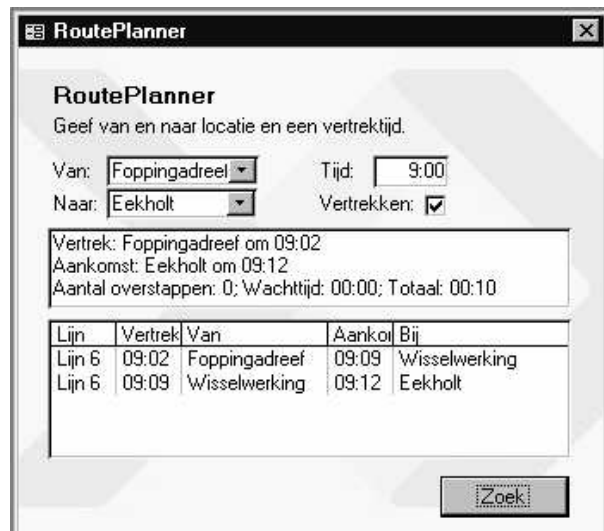 RoutePlanner
RoutePlanner
Geef van en naar locatie en een vertrektijd.
Van: Foppingadreef Tijd: 9:00
Naar: Eekholt Vertrekken:
Vertrek: Foppingadreef om 09:02
Aankomst: Eekholt om 09:12
Aantal overstappen: 0; Wachttijd: 00:00; Totaal: 00:10
Lijn Vertrek Van Aankoi Bij
Lijn 6 09:02 Foppingadreef 09:09 Wisselwerking
Lijn 6 09:09 Wisselwerking 09:12 Eekholt
Zoek